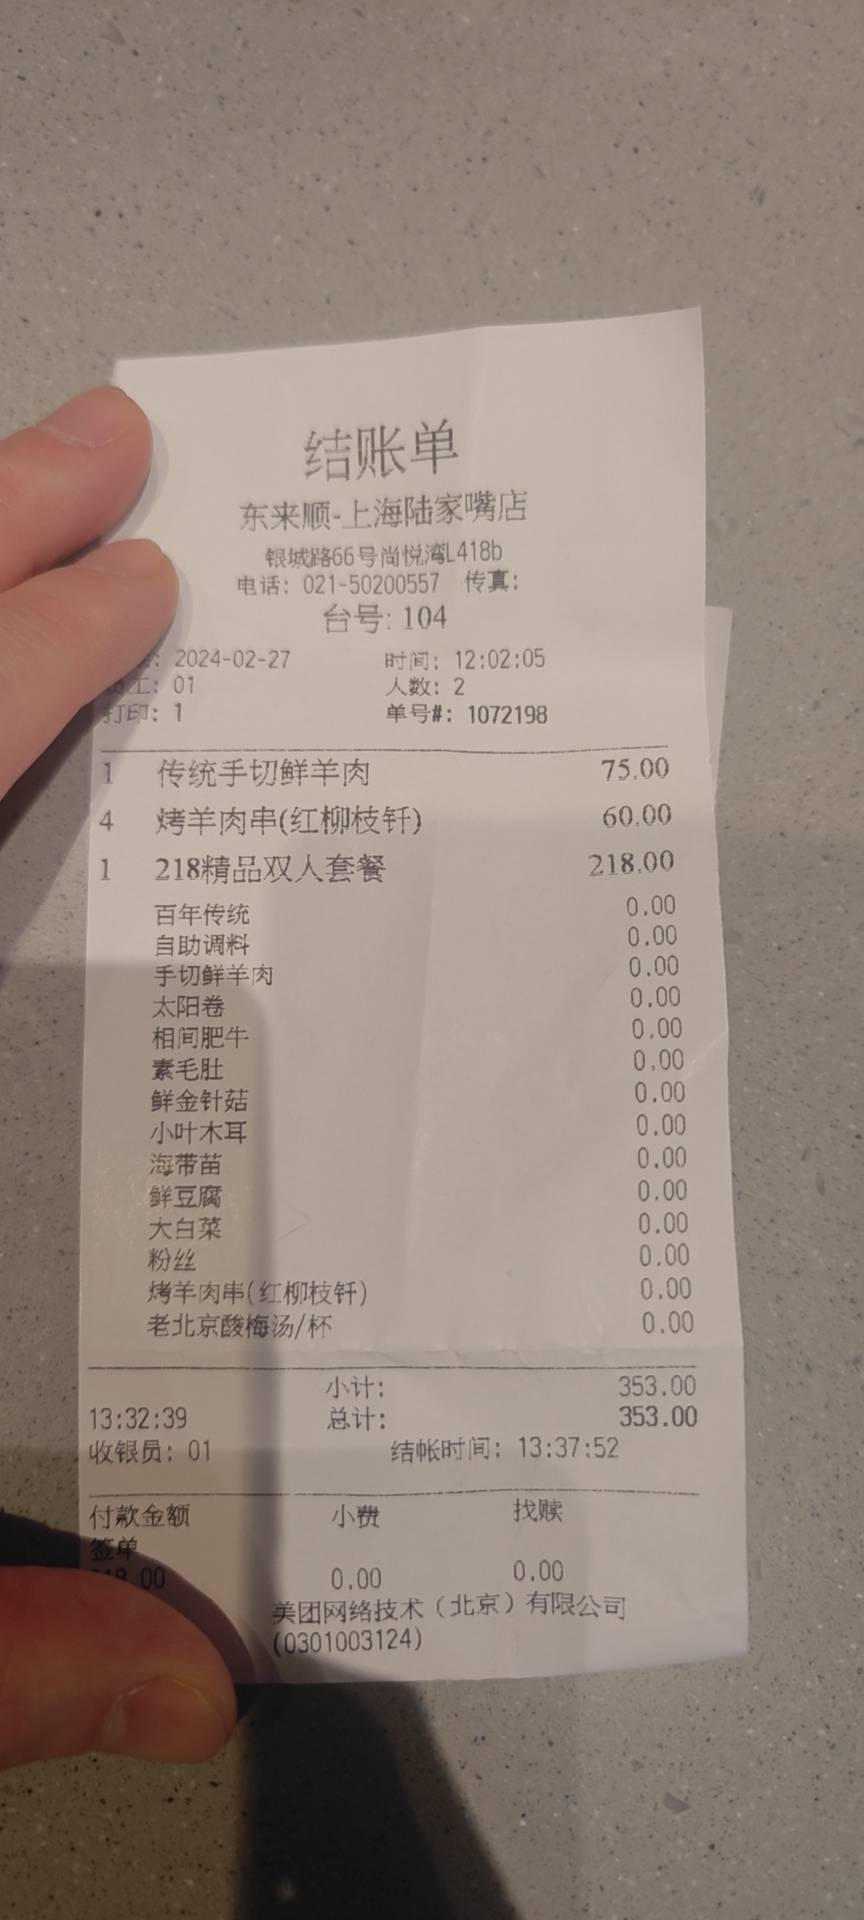 结账单
东来顺-上海陆家嘴店
银城路66号尚悦湾L418b
电话: 021-50200557 传真:
台号: 104
: 2024-02-27 时间: 12:02:05
员工: 01 人数: 2
打印: 1 单号#: 1072198
1 传统手切鲜羊肉 75.00
4 烤羊肉串(红柳枝钎) 60.00
1 218精品双人套餐 218.00
百年传统 0.00
自助调料 0.00
手切鲜羊肉 0.00
太阳卷 0.00
相间肥牛 0.00
素毛肚 0.00
鲜金针菇 0.00
小叶木耳 0.00
海带苗 0.00
鲜豆腐 0.00
大白菜 0.00
粉丝 0.00
烤羊肉串(红柳枝钎) 0.00
老北京酸梅汤/杯 0.00
小计: 353.00
13:32:39 总计: 353.00
收银员: 01 结帐时间: 13:37:52
付款金额 小费 找赎
签单
0.00 0.00
美团网络技术（北京）有限公司
(0301003124)